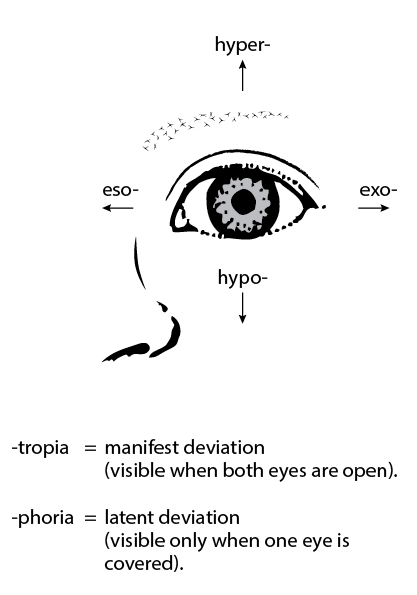 hyper-
eso-
exo-
hypo-
-tropia = manifest deviation
(visible when both eyes are open).
-phoria = latent deviation
(visible only when one eye is
covered).